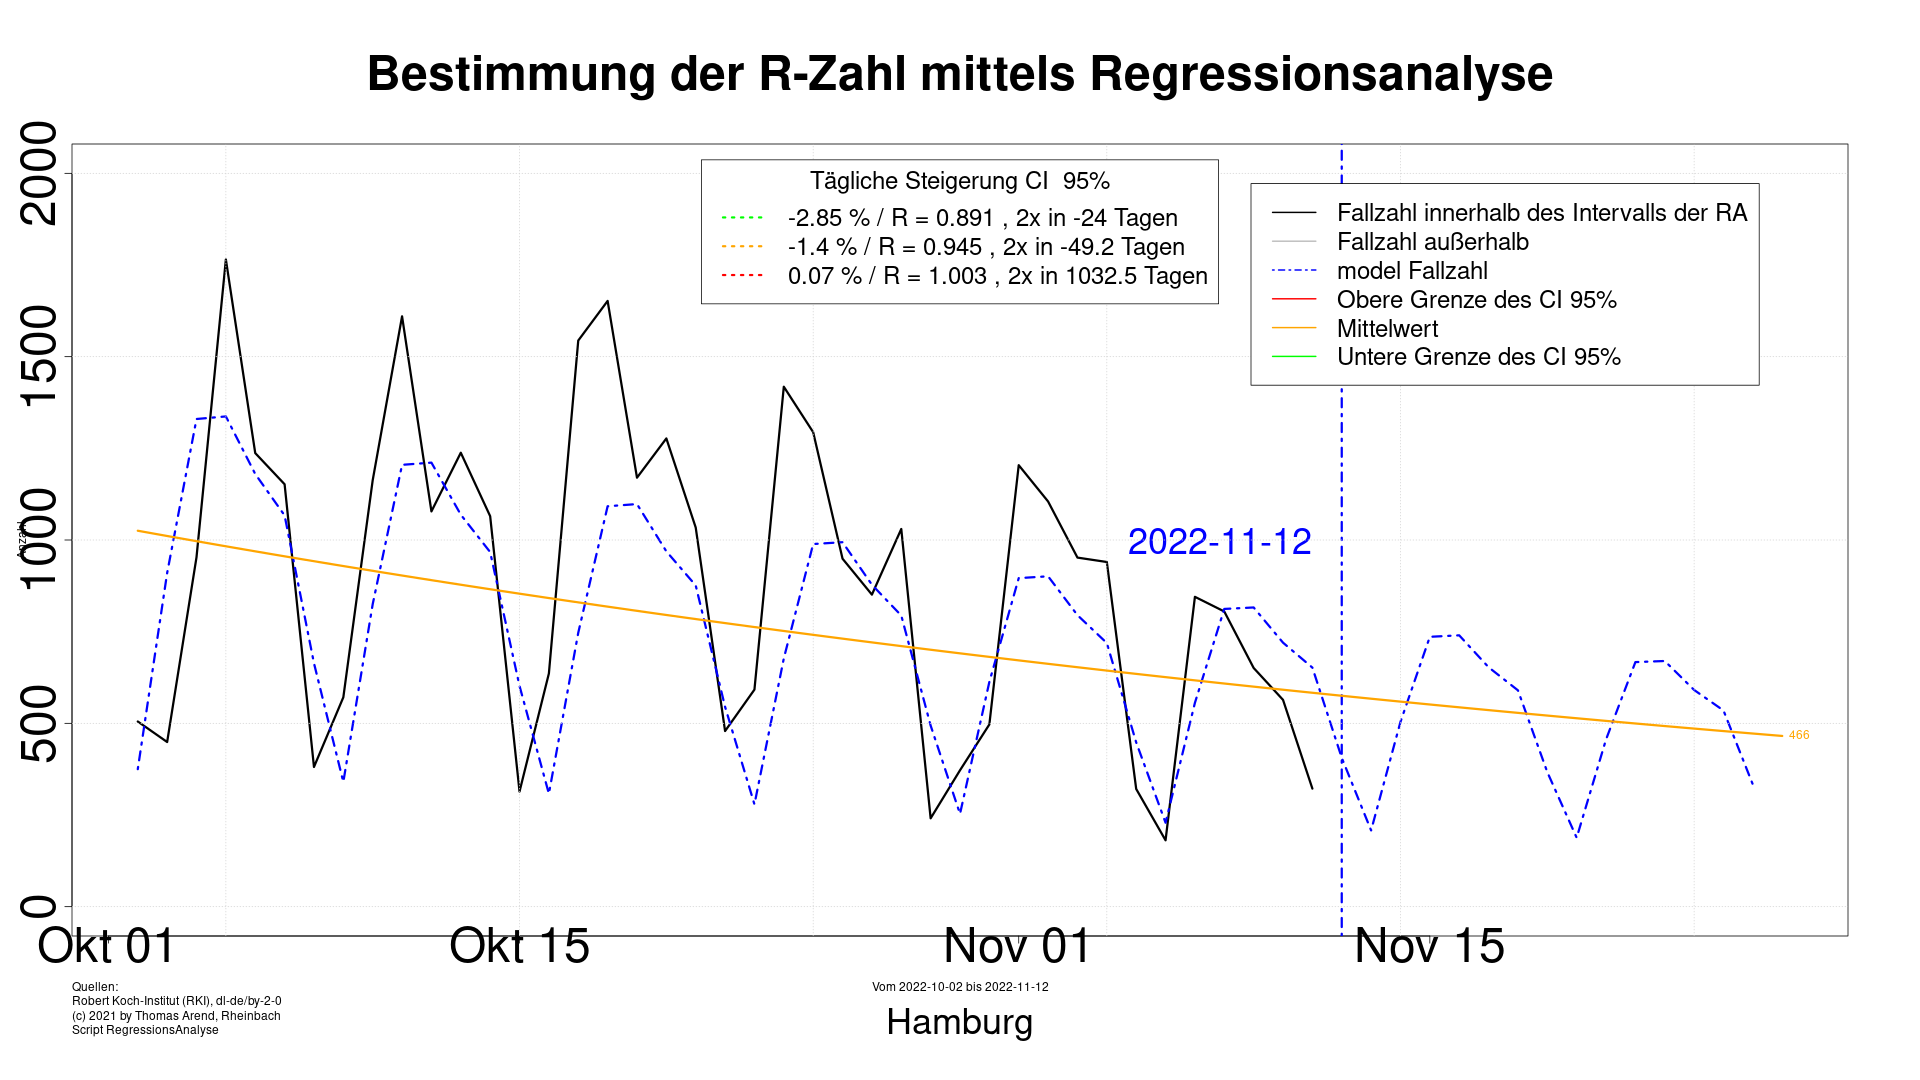 Bestimmung der R-Zahl mittels Regressionsanalyse
2000
1500
1000
500
0
Anzahl
Tägliche Steigerung CI 95%
-2.85 % / R = 0.891 , 2x in -24 Tagen
-1.4 % / R = 0.945 , 2x in -49.2 Tagen
0.07 % / R = 1.003 , 2x in 1032.5 Tagen
Fallzahl innerhalb des Intervalls der RA
Fallzahl außerhalb
model Fallzahl
Obere Grenze des CI 95%
Mittelwert
Untere Grenze des CI 95%
2022-11-12
466
Okt 01 Okt 15 Nov 01 Nov 15
Quellen:
Robert Koch-Institut (RKI), dl-de/by-2-0
(c) 2021 by Thomas Arend, Rheinbach
Script RegressionsAnalyse
Vom 2022-10-02 bis 2022-11-12
Hamburg